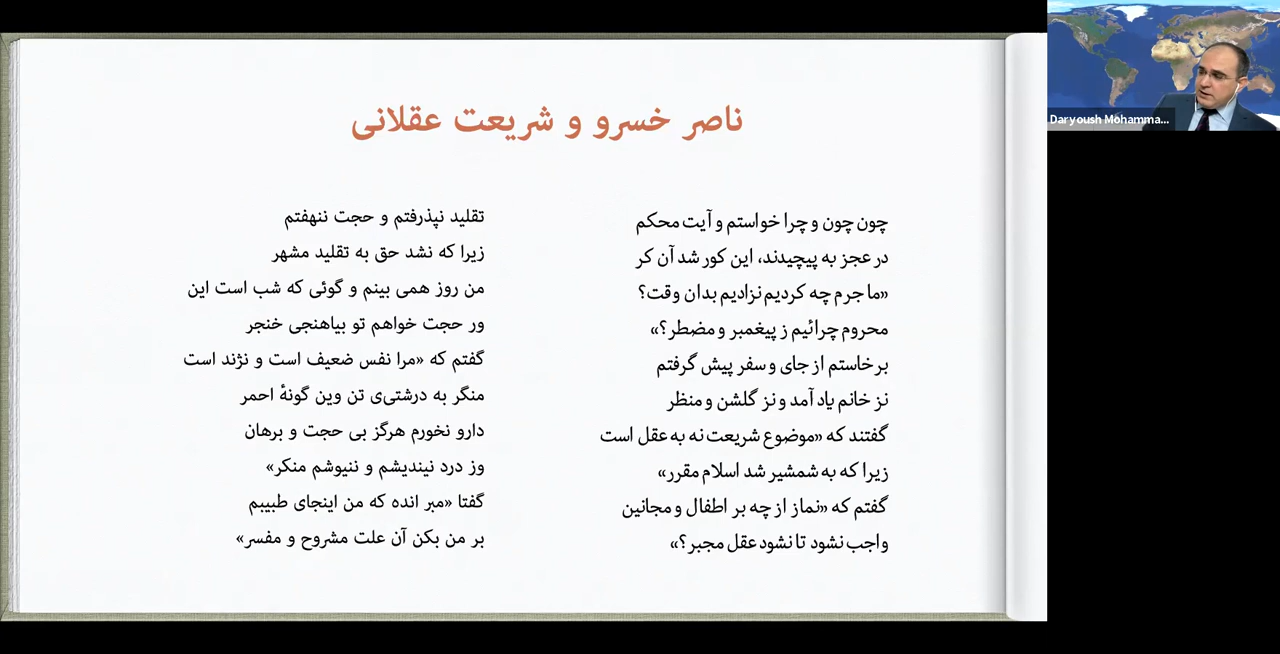 ناصر خسرو و شریعت عقلانی
چون چون و چرا خواستم و آیت محکم
در عجز به پیچیدند، این کور شد آن کر
«ما جرم چه کردیم نزادیم بدان وقت؟
محروم چرائیم ز پیغمبر و مضطر؟»
برخاستم از جای و سفر پیش گرفتم
نز خانم یاد آمد و نز گلشن و منظر
گفتند که «موضوع شریعت نه به عقل است
زیرا که به شمشیر شد اسلام مقرر»
گفتم که «نماز از چه بر اطفال و مجانین
واجب نشود تا نشود عقل مجبر؟»
تقلید نپذرفتم و حجت ننهفتم
زیرا که نشد حق به تقلید مشهر
من روز همی بینم و گوئی که شب است این
ور حجت خواهم تو بیاهنجی خنجر
گفتم که «مرا نفس ضعیف است و نژند است
منگر به درشتی‌ی تن وین گونهٔ احمر
دارو نخورم هرگز بی حجت و برهان
وز درد نیندیشم و ننیوشم منکر»
گفتا «مبر انده که من اینجای طبیبم
بر من بکن آن علت مشروح و مفسر»
Daryoush Mohamma...